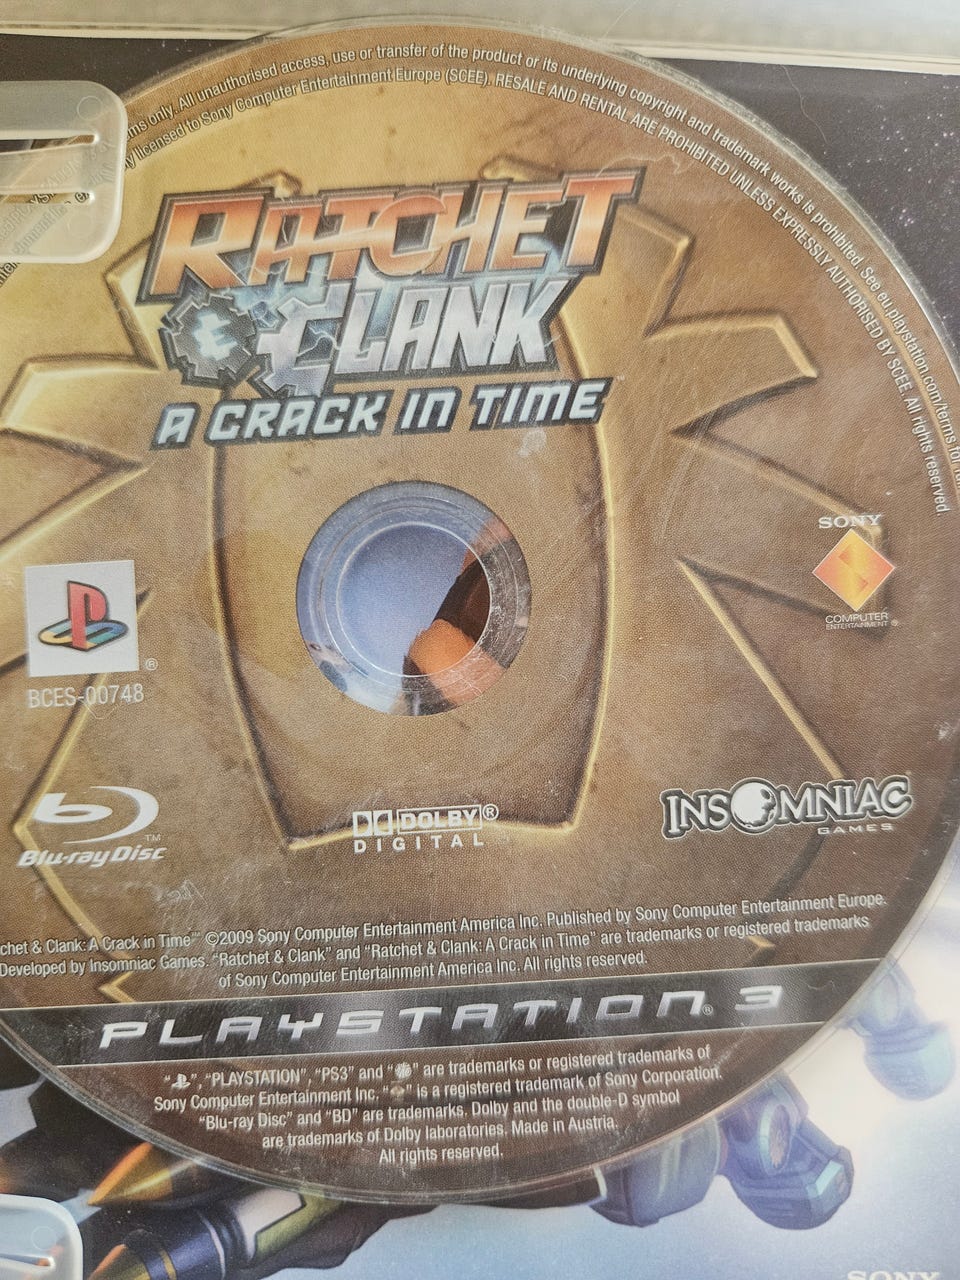 ms only. All unauthorised access, use or transfer of the product or its underlying copyright and trademark works is prohibited. See eu.playstation.com/terms for
licensed to Sony Computer Entertainment Europe (SCEE). RESALE AND RENTAL ARE PROHIBITED UNLESS EXPRESSLY AUTHORISED BY SCEE. All rights reserved
RATCHET
& CLANK
A CRACK IN TIME™
SONY
COMPUTER
ENTERTAINMENT®
®
BCES-00748
Blu-ray Disc™
DOLBY®
DIGITAL
INSOMNIAC®
GAMES
chet & Clank: A Crack in Time™ ©2009 Sony Computer Entertainment America Inc. Published by Sony Computer Entertainment Europe.
Developed by Insomniac Games. "Ratchet & Clank" and "Ratchet & Clank: A Crack in Time" are trademarks or registered trademarks
of Sony Computer Entertainment America Inc. All rights reserved.
PLAYSTATION® 3
" ", "PLAYSTATION", "PS3" and " " are trademarks or registered trademarks of
Sony Computer Entertainment Inc. " " is a registered trademark of Sony Corporation.
"Blu-ray Disc" and "BD" are trademarks. Dolby and the double-D symbol
are trademarks of Dolby laboratories. Made in Austria.
All rights reserved.
SONY